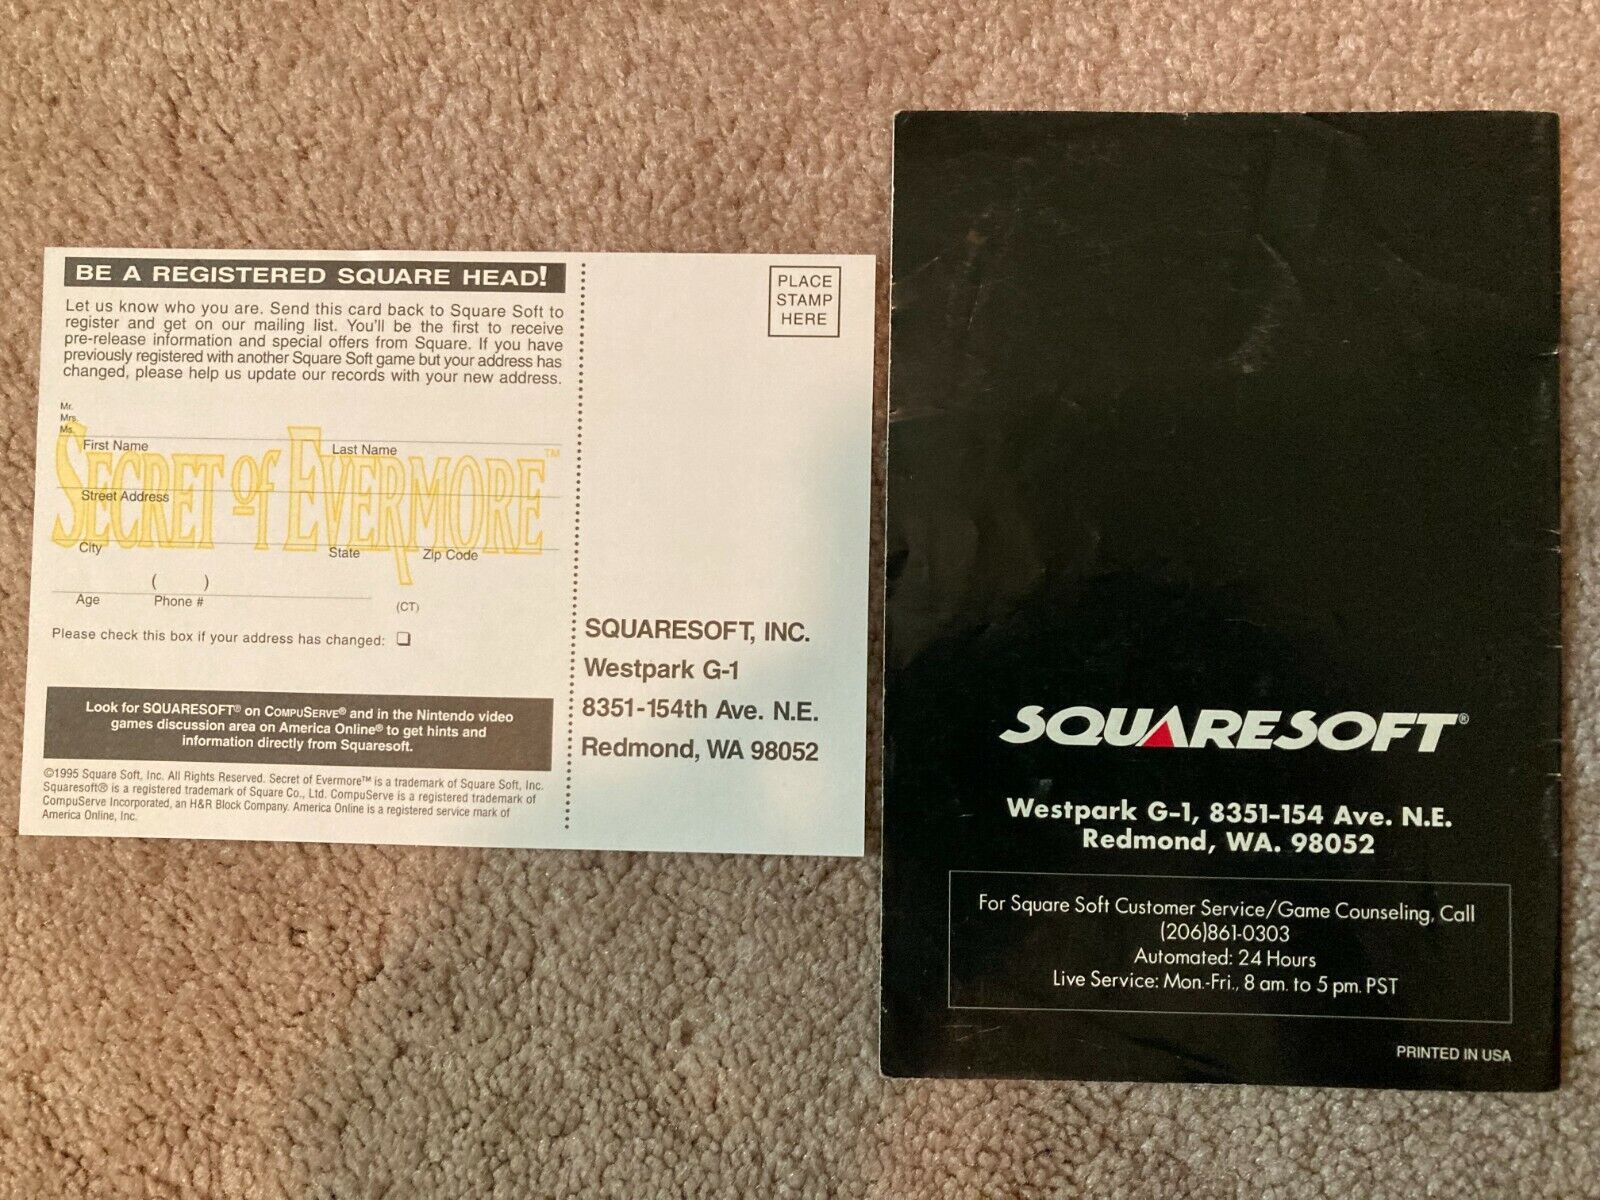 BE A REGISTERED SQUARE HEAD!
Let us know who you are. Send this card back to Square Soft to
register and get on our mailing list. You'll be the first to receive
pre-release information and special offers from Square. If you have
previously registered with another Square Soft game but your address has
changed, please help us update our records with your new address.
Mr.
Mrs.
Ms.
First Name Last Name
SECRET OF EVERMORE™
Street Address
City State Zip Code
( )
Age Phone # (CT)
Please check this box if your address has changed: ❏
Look for SQUARESOFT® on COMPUSERVE® and in the Nintendo video
games discussion area on America Online® to get hints and
information directly from Squaresoft.
©1995 Square Soft, Inc. All Rights Reserved. Secret of Evermore™ is a trademark of Square Soft, Inc.
Squaresoft® is a registered trademark of Square Co., Ltd. CompuServe is a registered trademark of
CompuServe Incorporated, an H&R Block Company. America Online is a registered service mark of
America Online, Inc.
PLACE
STAMP
HERE
SQUARESOFT, INC.
Westpark G-1
8351-154th Ave. N.E.
Redmond, WA 98052
SQUARESOFT®
Westpark G-1, 8351-154 Ave. N.E.
Redmond, WA. 98052
For Square Soft Customer Service/Game Counseling, Call
(206)861-0303
Automated: 24 Hours
Live Service: Mon.-Fri., 8 am. to 5 pm. PST
PRINTED IN USA